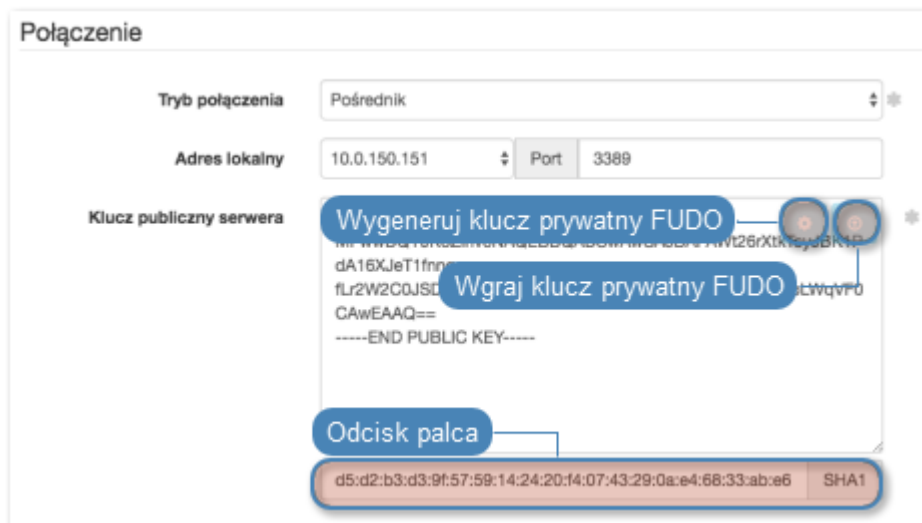 Połączenie
Tryb połączenia Pośrednik
Adres lokalny 10.0.150.151 Port 3389
Klucz publiczny serwera Wygeneruj klucz prywatny FUDO
dA16XJeT1fnn
fLr2W2C0JSD Wgraj klucz prywatny FUDO LWqVF0
CAwEAAQ==
-----END PUBLIC KEY-----
Odcisk palca
d5:d2:b3:d3:9f:57:59:14:24:20:f4:07:43:29:0a:e4:68:33:ab:e6 SHA1